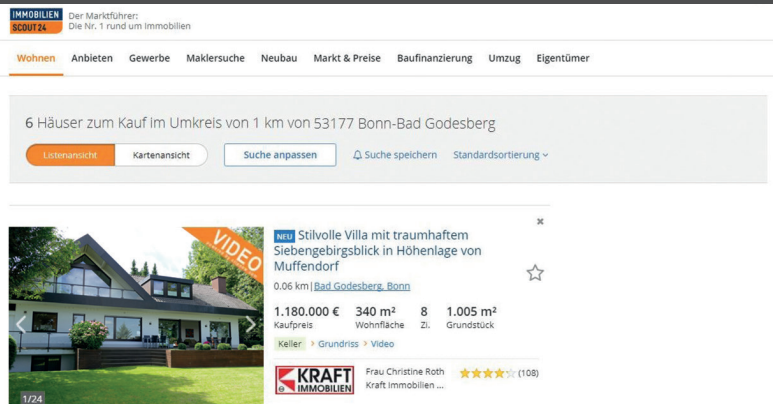 IMMOBILIEN
SCOUT24
Der Marktführer:
Die Nr. 1 rund um Immobilien
Wohnen Anbieten Gewerbe Maklersuche Neubau Markt & Preise Baufinanzierung Umzug Eigentümer
6 Häuser zum Kauf im Umkreis von 1 km von 53177 Bonn-Bad Godesberg
Listenansicht Kartenansicht Suche anpassen Suche speichern Standardsortierung
VIDEO
NEU Stilvolle Villa mit traumhaftem
Siebengebirgsblick in Höhenlage von
Muffendorf
0.06 km | Bad Godesberg, Bonn
1.180.000 € 340 m² 8 1.005 m²
Kaufpreis Wohnfläche Zi. Grundstück
Keller > Grundriss > Video
KRAFT
IMMOBILIEN
Frau Christine Roth (108)
Kraft Immobilien ...
1/24